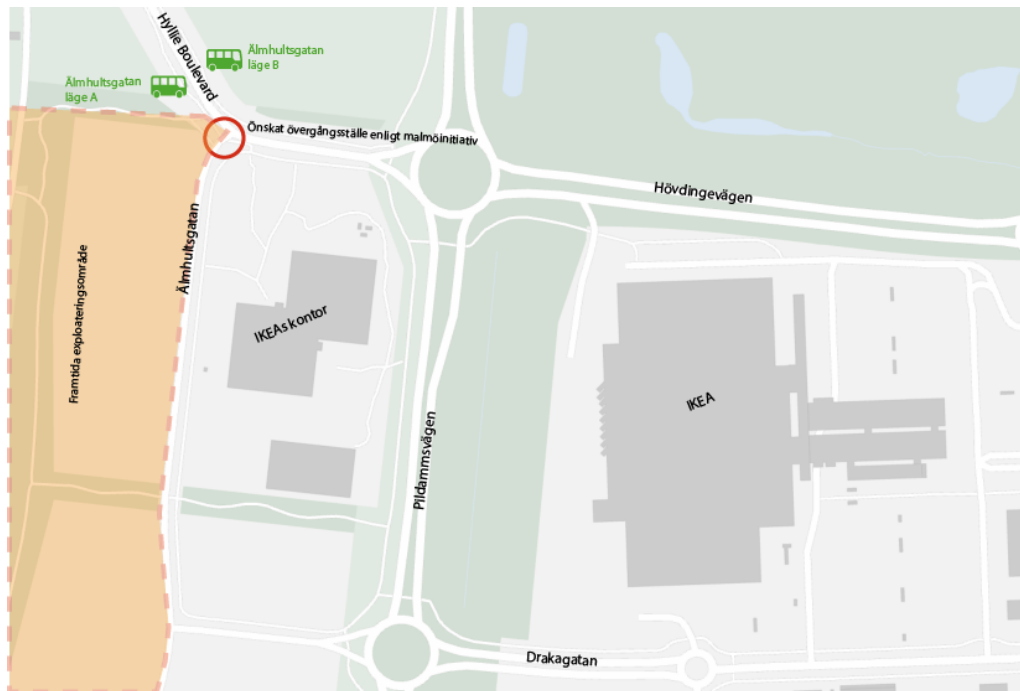 Hyllie Boulevard
Älmhultsgatan
läge B
Älmhultsgatan
läge A
Önskat övergångsställe enligt malmöinitiativ
Hövdingevägen
Älmhultsgatan
Framtida exploateringsområde
IKEAs kontor
IKEA
Pildammsvägen
Drakagatan